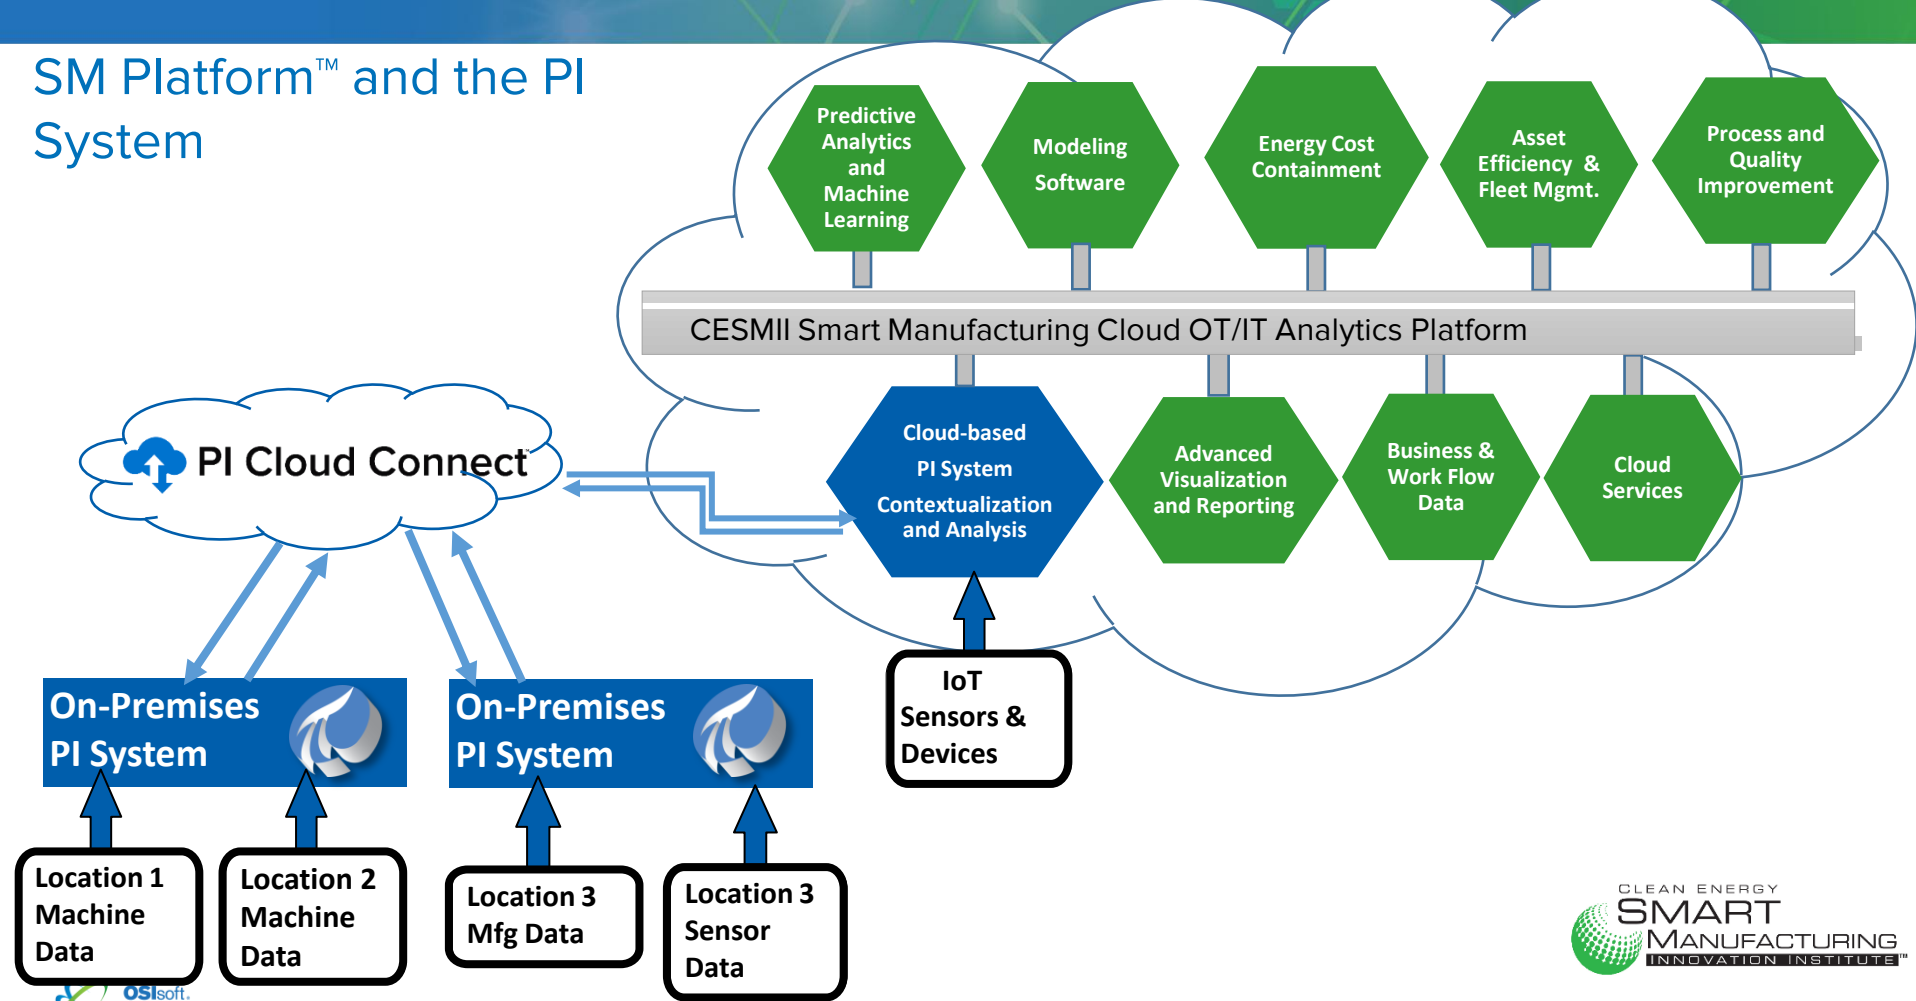 SM Platform™ and the PI
System
Predictive
Analytics
and
Machine
Learning
Modeling
Software
Energy Cost
Containment
Asset
Efficiency & 
Fleet Mgmt.
Process and
Quality
Improvement
CESMII Smart Manufacturing Cloud OT/IT Analytics Platform
PI Cloud Connect™
Cloud-based
PI System
Contextualization
and Analysis
Advanced
Visualization
and Reporting
Business &
Work Flow
Data
Cloud
Services
IoT
Sensors &
Devices
On-Premises
PI System
On-Premises
PI System
Location 1
Machine
Data
Location 2
Machine
Data
Location 3
Mfg Data
Location 3
Sensor
Data
OSIsoft.
CLEAN ENERGY
SMART
MANUFACTURING
INNOVATION INSTITUTE™